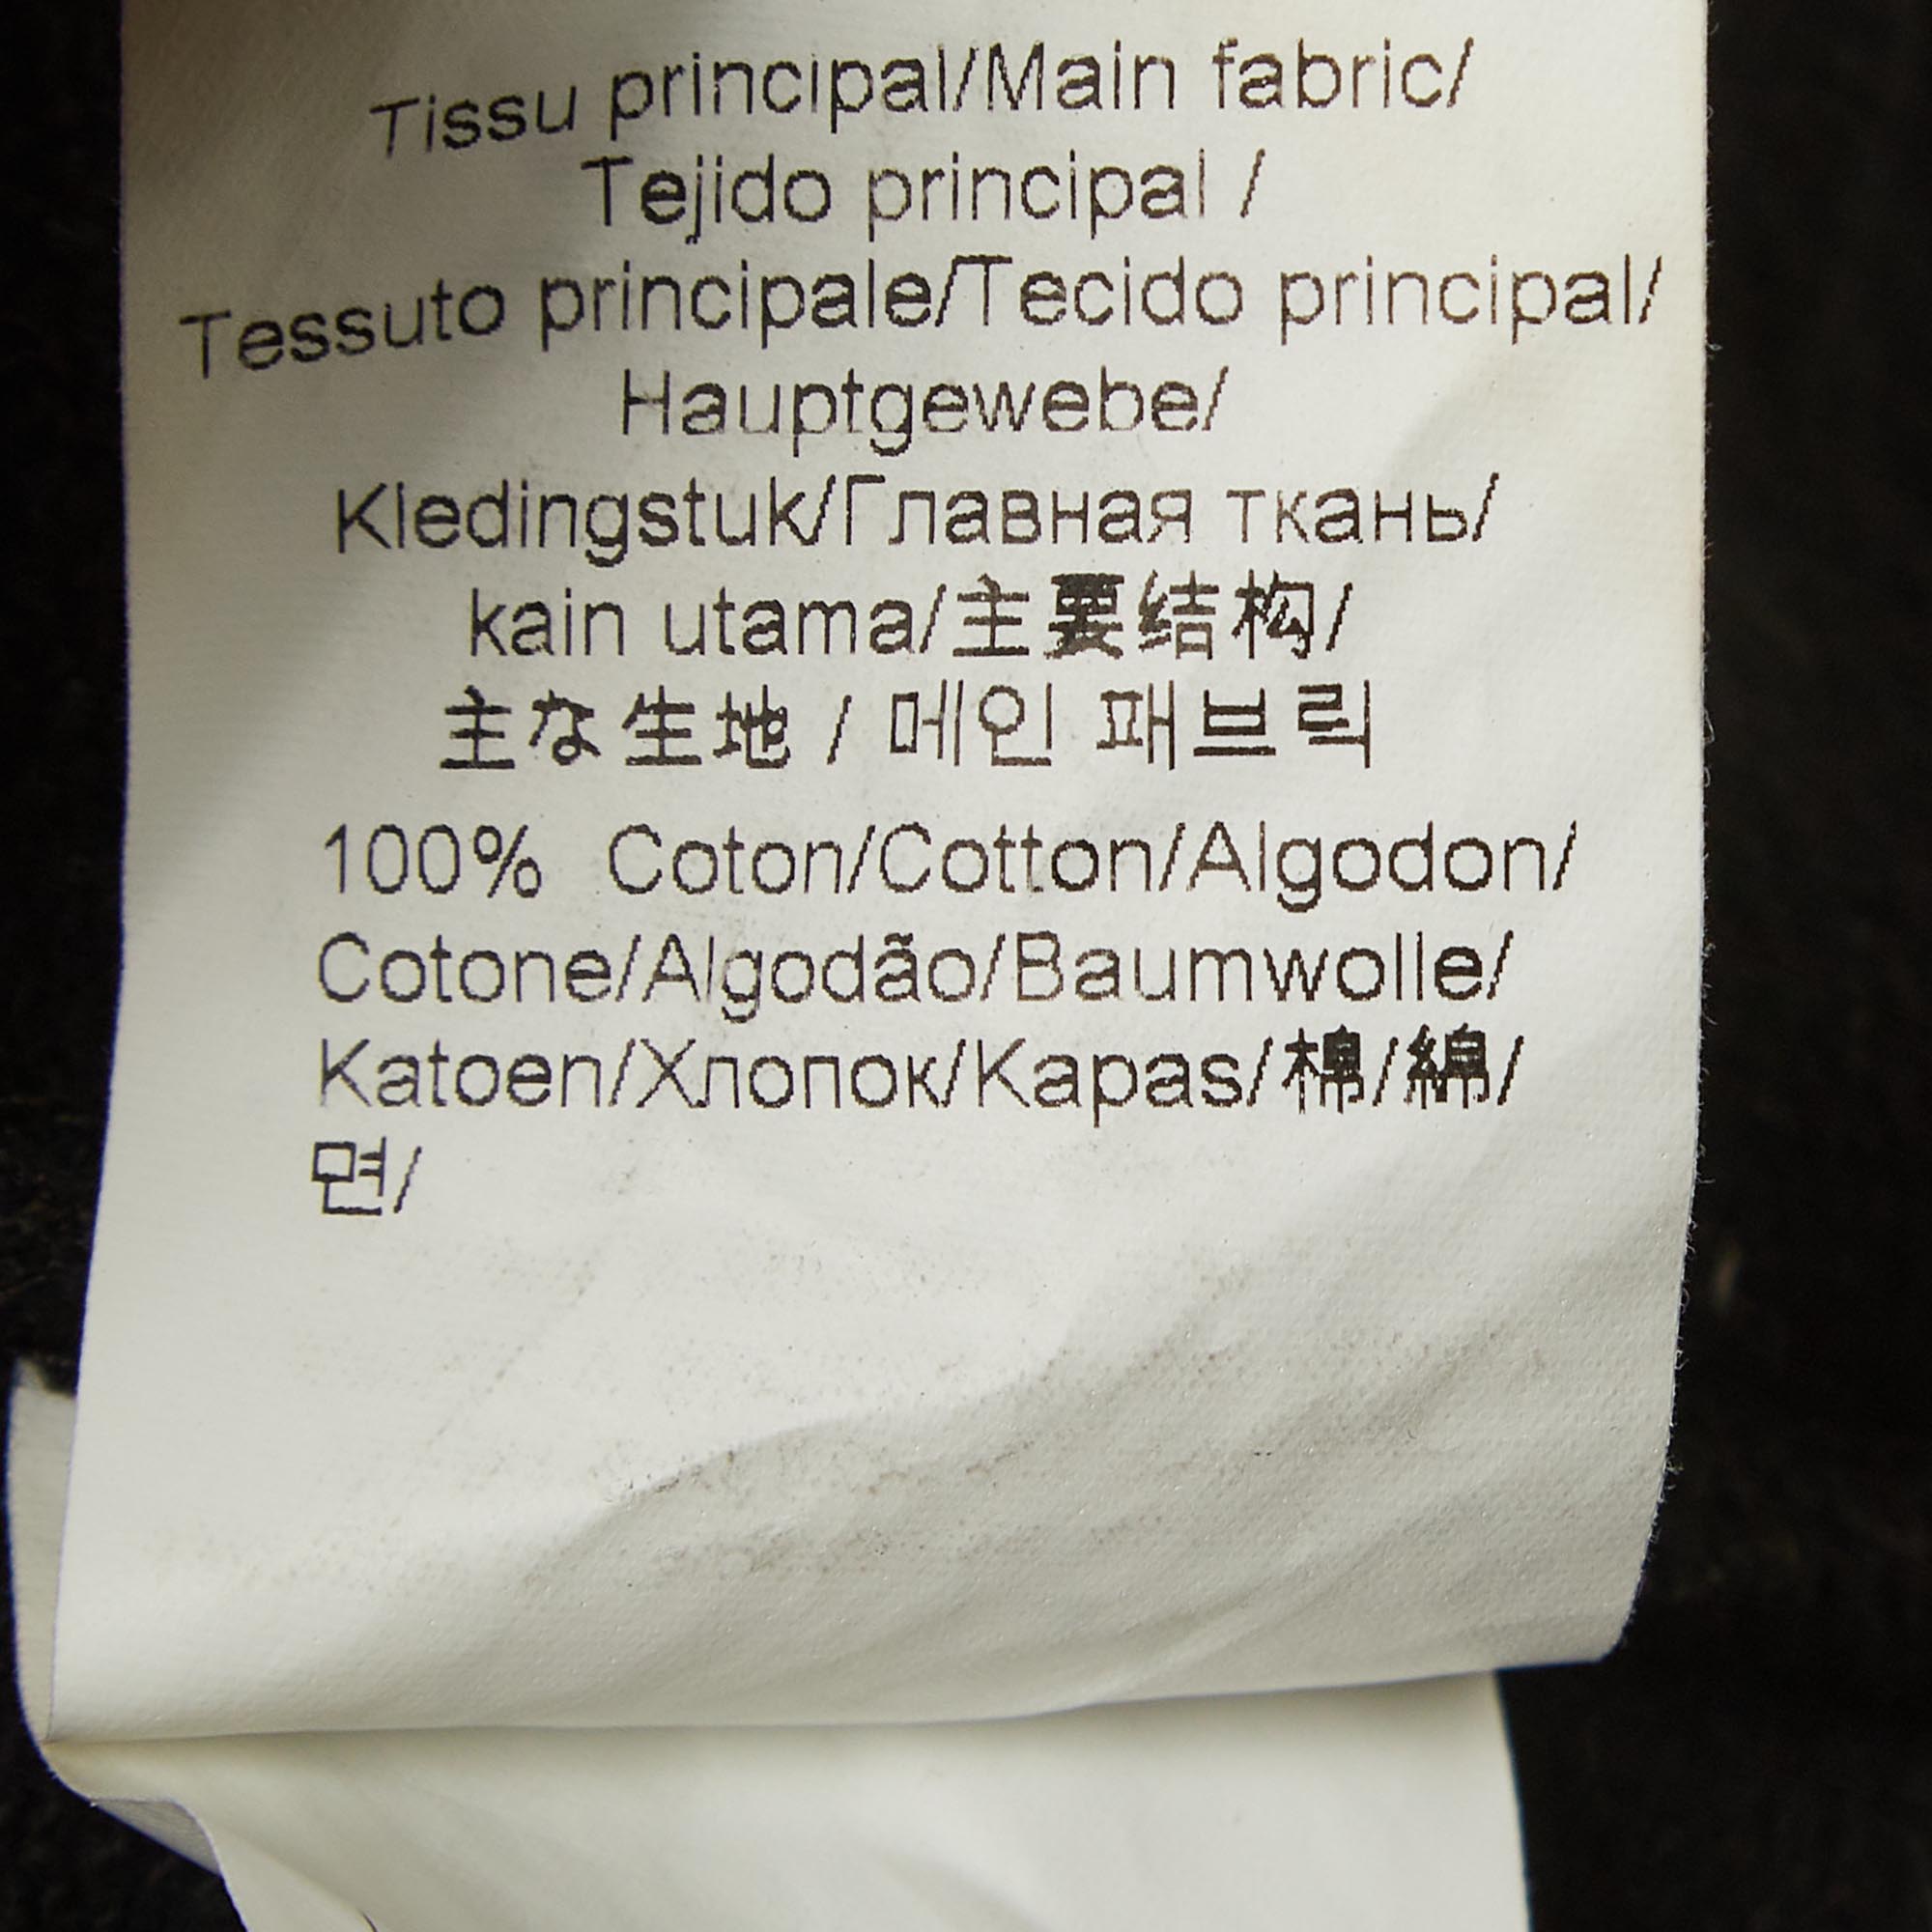 Tissu principal/Main fabric/
Tejido principal /
Tessuto principale/Tecido principal/
Hauptgewebe/
Kledingstuk/Главная ткань/
kain utama/主要结构/
主な生地 / 메인 패브릭
100% Coton/Cotton/Algodon/
Cotone/Algodão/Baumwolle/
Katoen/Хлопок/Kapas/棉/綿/
면/